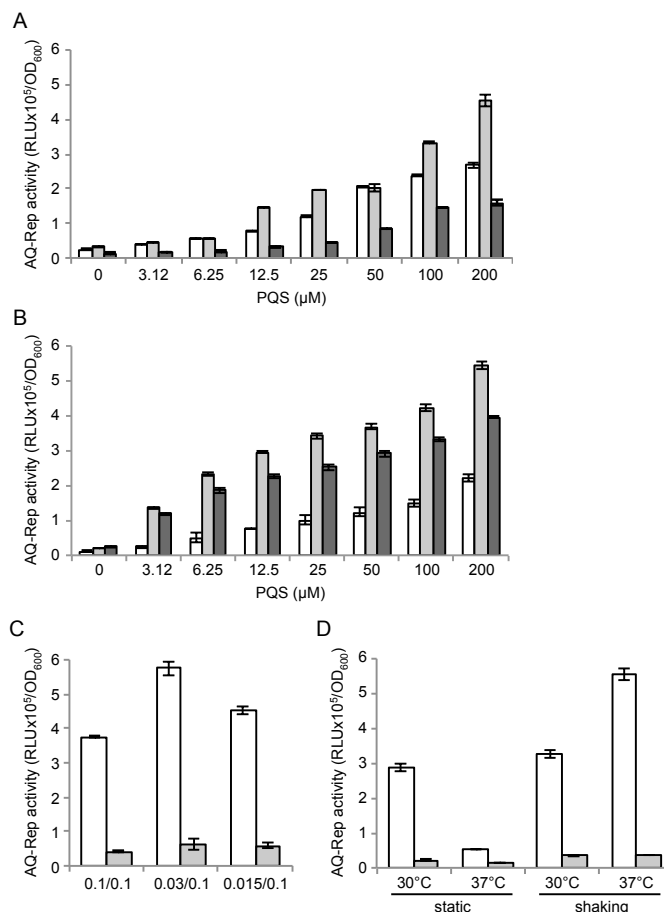 A
AQ-Rep activity (RLUx10⁵/OD₆₀₀)
6
5
4
3
2
1
0
0 3.12 6.25 12.5 25 50 100 200
PQS (µM)
B
AQ-Rep activity (RLUx10⁵/OD₆₀₀)
6
5
4
3
2
1
0
0 3.12 6.25 12.5 25 50 100 200
PQS (µM)
C
AQ-Rep activity (RLUx10⁵/OD₆₀₀)
6
5
4
3
2
1
0
0.1/0.1 0.03/0.1 0.015/0.1
D
AQ-Rep activity (RLUx10⁵/OD₆₀₀)
6
5
4
3
2
1
0
30°C 37°C 30°C 37°C
static shaking